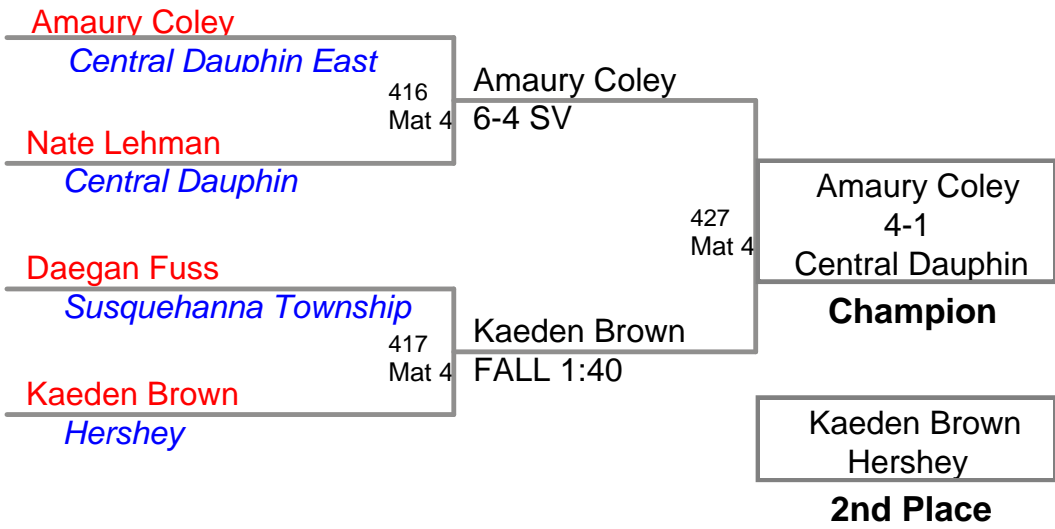 Amaury Coley
Central Dauphin East
416
Mat 4
Amaury Coley
6-4 SV
Nate Lehman
Central Dauphin
427
Mat 4
Amaury Coley
4-1
Central Dauphin
Champion
Daegan Fuss
Susquehanna Township
417
Mat 4
Kaeden Brown
FALL 1:40
Kaeden Brown
Hershey
Kaeden Brown
Hershey
2nd Place